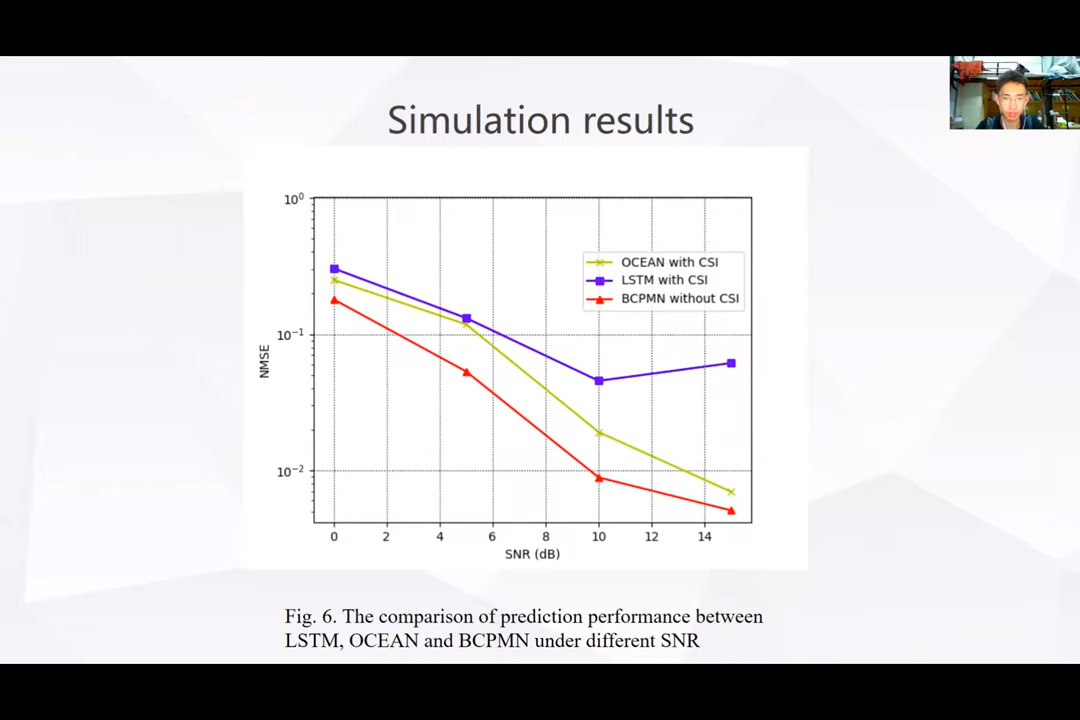 Simulation results
10⁰
10⁻¹
10⁻²
NMSE
OCEAN with CSI
LSTM with CSI
BCPMN without CSI
0 2 4 6 8 10 12 14
SNR (dB)
Fig. 6. The comparison of prediction performance between
LSTM, OCEAN and BCPMN under different SNR